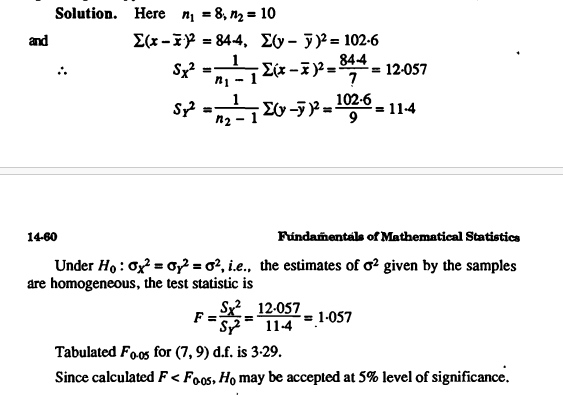 Solution. Here n₁ = 8, n₂ = 10
and Σ(x – x̄)² = 84·4, Σ(y – ȳ)² = 102·6
∴ S_X² = 1/(n₁ – 1) Σ(x – x̄)² = 84·4/7 = 12·057
S_Y² = 1/(n₂ – 1) Σ(y – ȳ)² = 102·6/9 = 11·4
14·60 Fundamentals of Mathematical Statistics
Under H₀ : σ_X² = σ_Y² = σ², i.e., the estimates of σ² given by the samples
are homogeneous, the test statistic is
F = S_X²/S_Y² = 12·057/11·4 = 1·057
Tabulated F₀.₀₅ for (7, 9) d.f. is 3·29.
Since calculated F < F₀.₀₅, H₀ may be accepted at 5% level of significance.